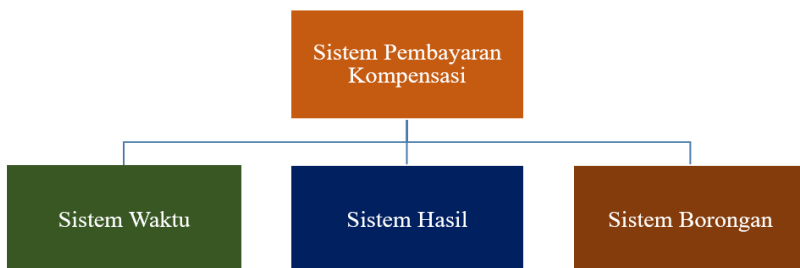 Sistem Pembayaran
Kompensasi
Sistem Waktu
Sistem Hasil
Sistem Borongan